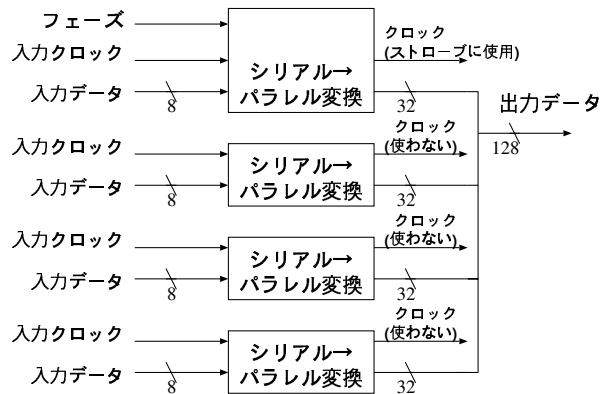 フェーズ
入力クロック
入力データ
8
シリアル→
パラレル変換
クロック
(ストローブに使用)
32
出力データ
128
入力クロック
入力データ
8
シリアル→
パラレル変換
クロック
(使わない)
32
入力クロック
入力データ
8
シリアル→
パラレル変換
クロック
(使わない)
32
入力クロック
入力データ
8
シリアル→
パラレル変換
クロック
(使わない)
32